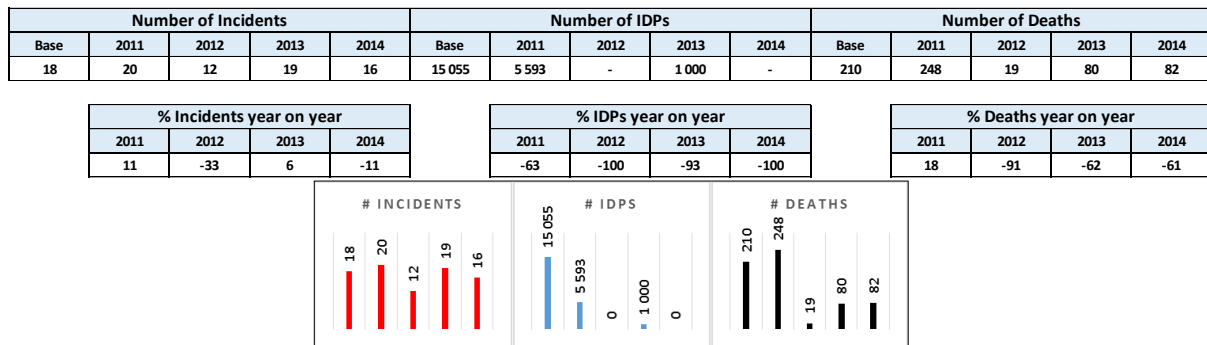 Number of Incidents Number of IDPs Number of Deaths
Base 2011 2012 2013 2014 Base 2011 2012 2013 2014 Base 2011 2012 2013 2014
18 20 12 19 16 15 055 5 593 - 1 000 - 210 248 19 80 82
% Incidents year on year % IDPs year on year % Deaths year on year
2011 2012 2013 2014 2011 2012 2013 2014 2011 2012 2013 2014
11 -33 6 -11 -63 -100 -93 -100 18 -91 -62 -61
# INCIDENTS # IDPS # DEATHS
18 20 12 19 16 15 055 5 593 0 1 000 0 210 248 19 80 82